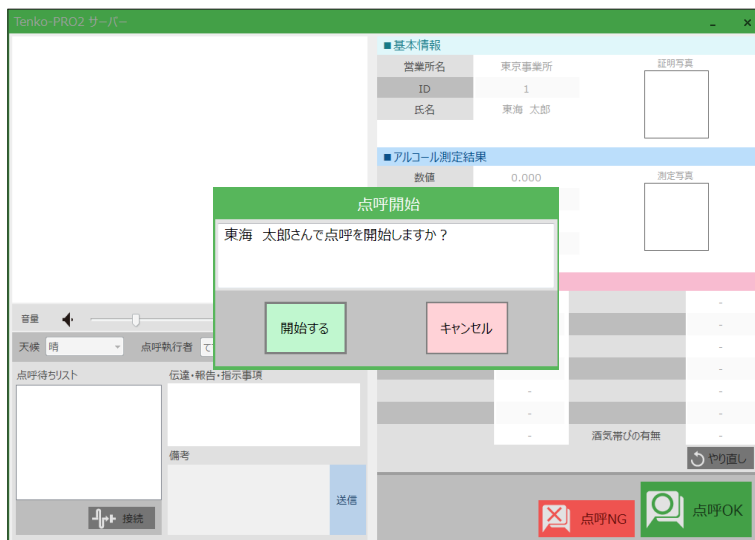 Tenko-PRO2 サーバー
■基本情報
営業所名 東京事業所 証明写真
ID 1
氏名 東海 太郎
■アルコール測定結果
数値 0.000 測定写真
点呼開始
東海 太郎さんで点呼を開始しますか？
開始する キャンセル
音量
天候 晴 点呼執行者
点呼待ちリスト
伝達・報告・指示事項
備考
送信
接続
-
-
-
-
- -
- -
- 酒気帯びの有無 -
やり直し
点呼NG
点呼OK